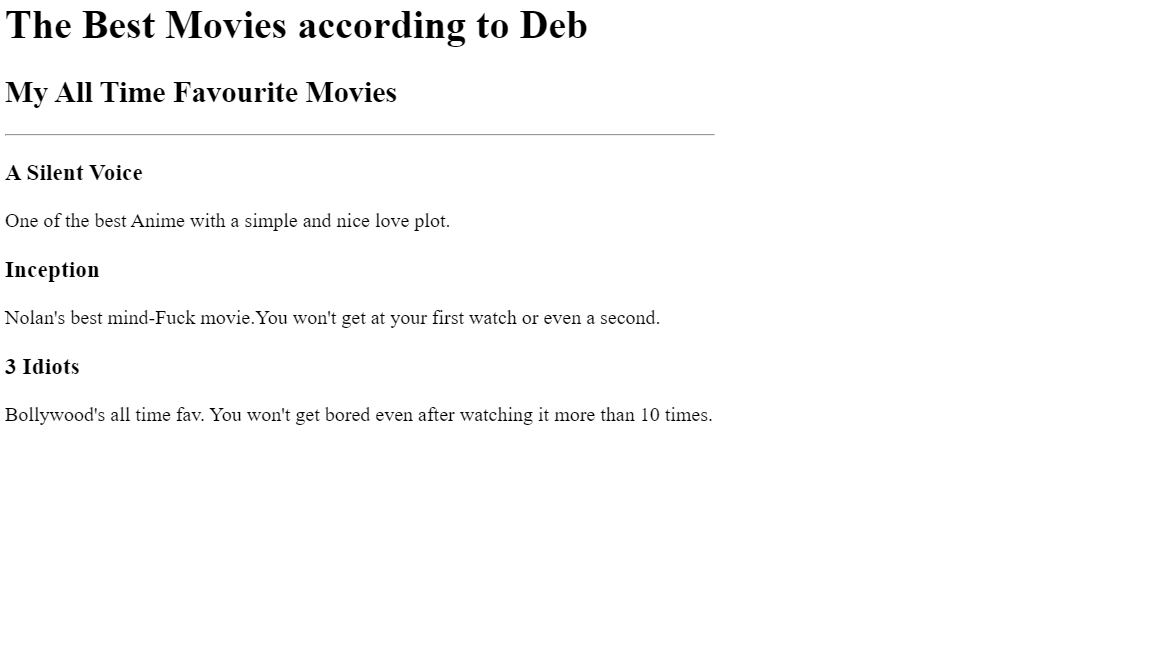 The Best Movies according to Deb
My All Time Favourite Movies
A Silent Voice
One of the best Anime with a simple and nice love plot.
Inception
Nolan's best mind-Fuck movie.You won't get at your first watch or even a second.
3 Idiots
Bollywood's all time fav. You won't get bored even after watching it more than 10 times.